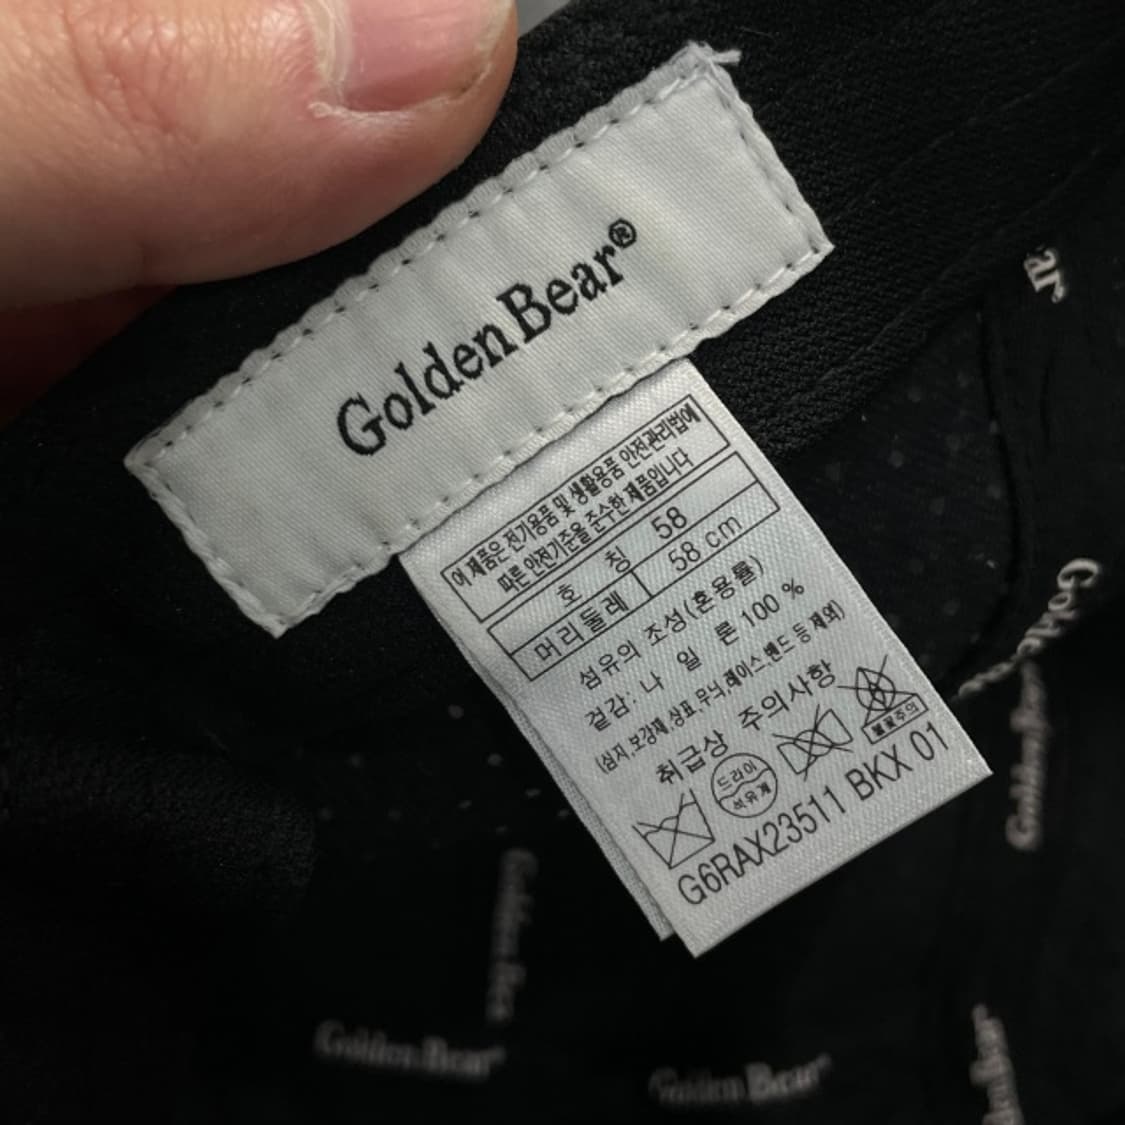 Golden Bear®
이 제품은 전기용품 및 생활용품 안전관리법에
따른 안전기준을 준수한 제품입니다
호 칭 58
머리둘레 58 cm
섬유의 조성(혼용률)
겉감: 나 일 론 100 %
(심지,보강재,상표,무늬,레이스,밴드 등 제외)
취급상 주의사항
드라이
석유계
불꽃주의
G6RAX23511 BKX 01
ar
Golden Bear
Golden Bear
Golden Bear
Golden Bear